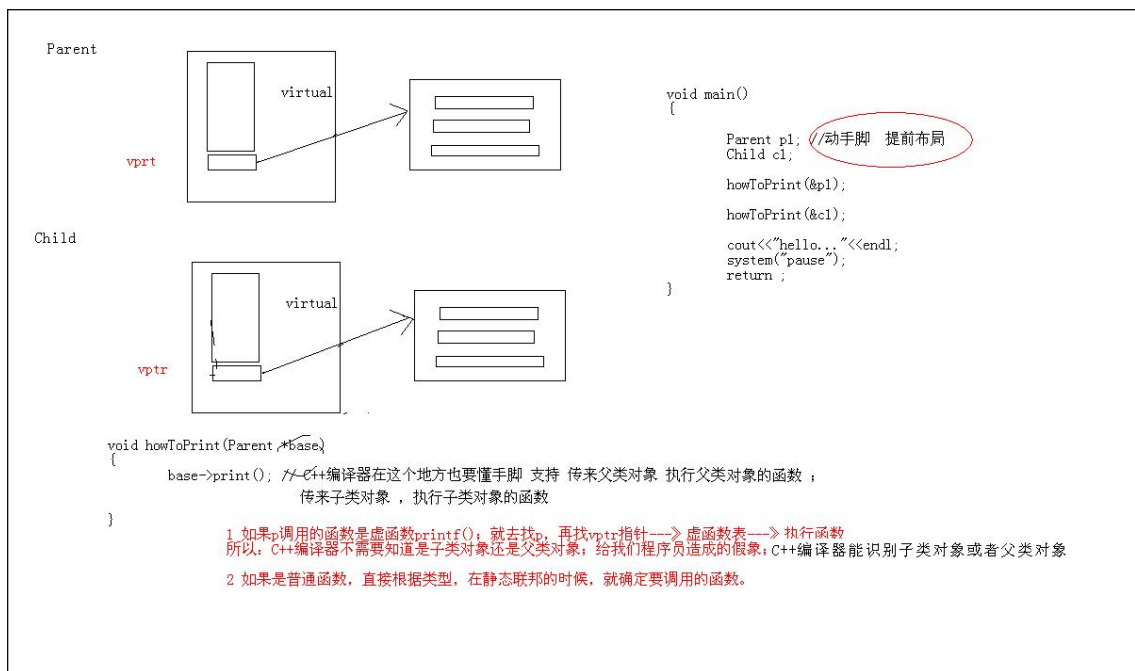 Parent
virtual
vprt
Child
virtual
vptr
void main()
{
Parent p1; //动手脚 提前布局
Child c1;
howToPrint(&p1);
howToPrint(&c1);
cout<<"hello..."<<endl;
system("pause");
return ;
}
void howToPrint(Parent *base)
{
base->print(); // C++编译器在这个地方也要懂手脚 支持 传来父类对象 执行父类对象的函数 ;
传来子类对象 , 执行子类对象的函数
}
1 如果p调用的函数是虚函数printf(); 就去找p, 再找vptr指针---》虚函数表---》执行函数
所以: C++编译器不需要知道是子类对象还是父类对象; 给我们程序员造成的假象; C++编译器能识别子类对象或者父类对象
2 如果是普通函数, 直接根据类型, 在静态联邦的时候, 就确定要调用的函数。